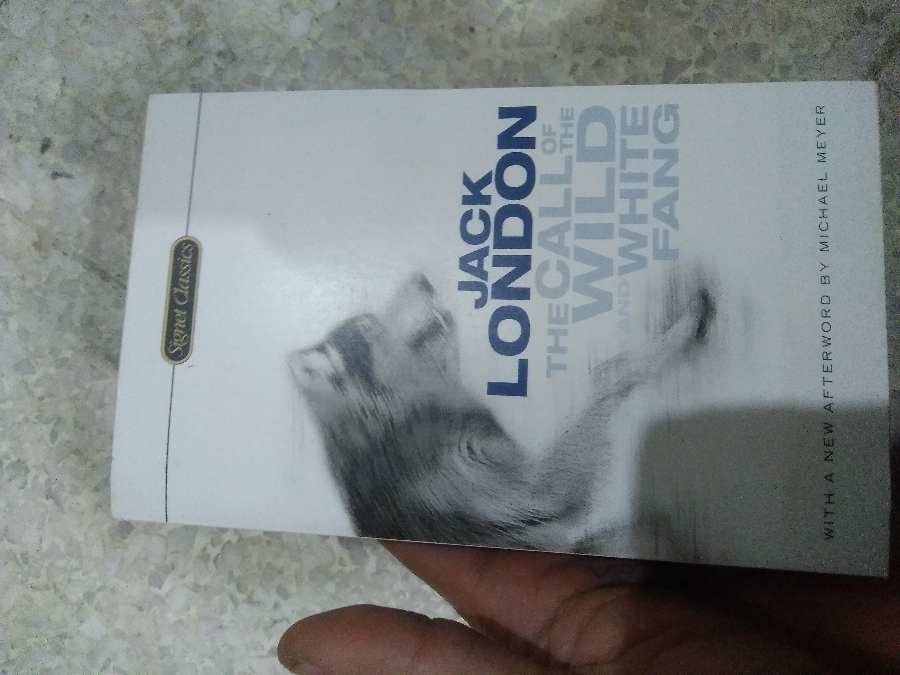 Signet Classics
JACK
LONDON
THE CALL OF THE
WILD
AND WHITE
FANG
WITH A NEW AFTERWORD BY MICHAEL MEYER